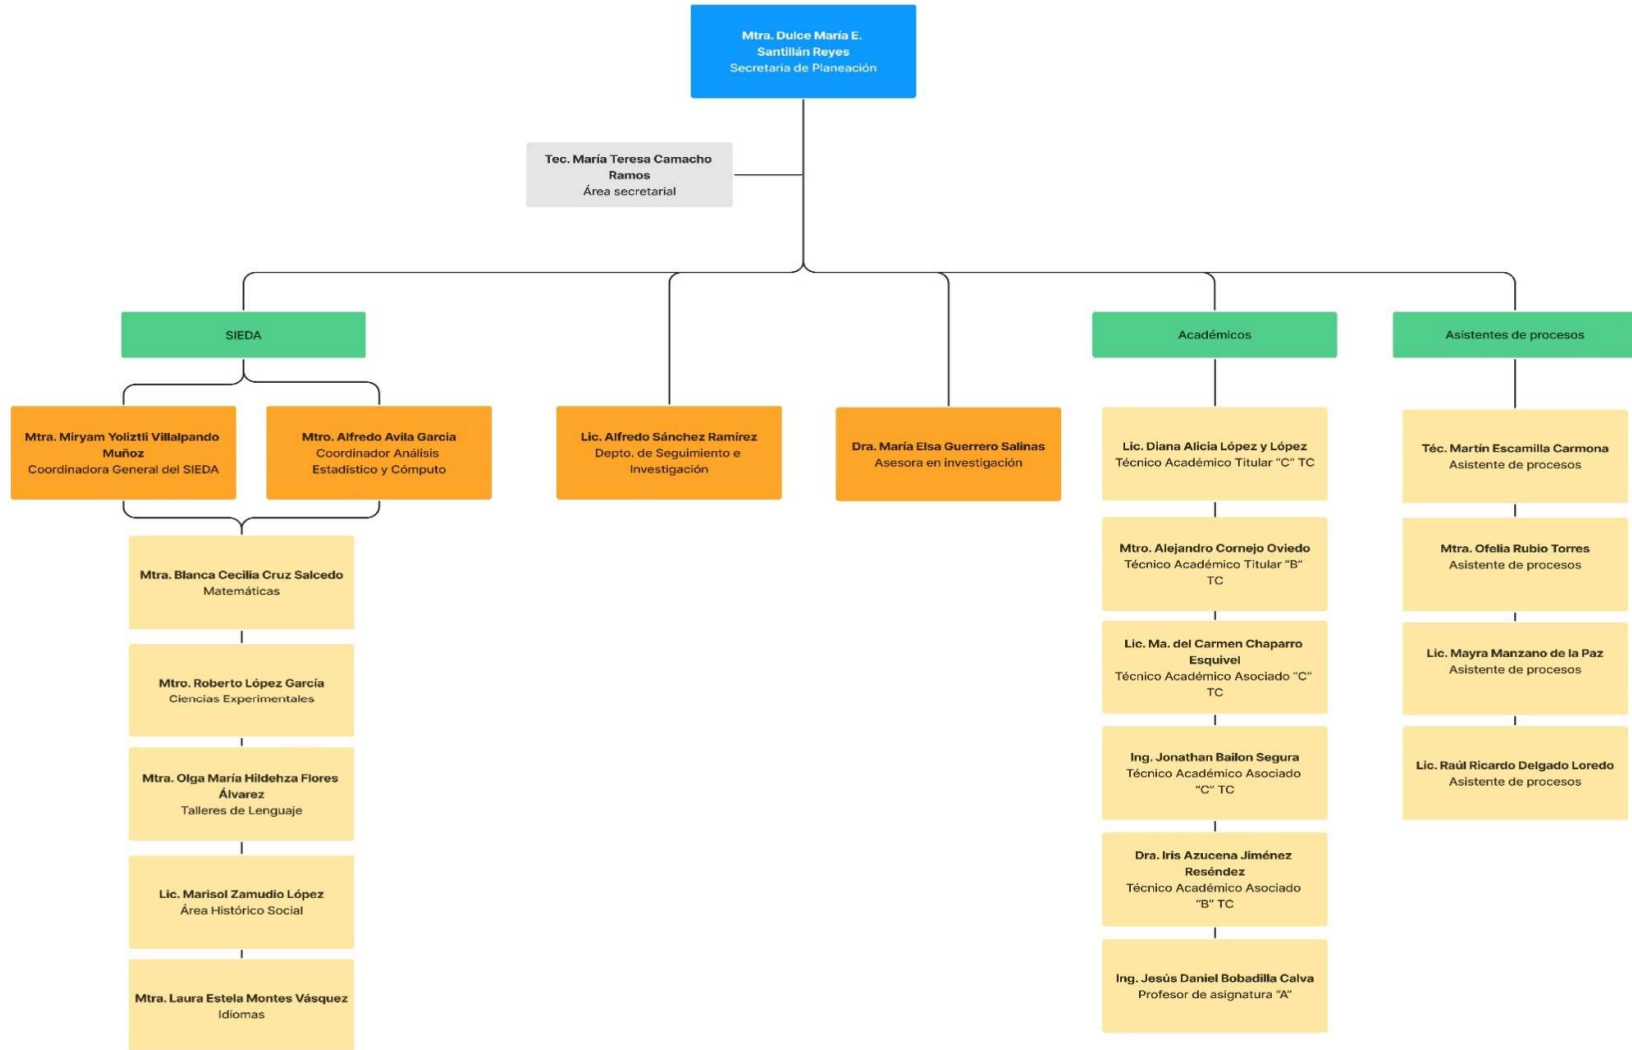 Mtra. Dulce María E.
Santillán Reyes
Secretaria de Planeación
Tec. María Teresa Camacho
Ramos
Área secretarial
SIEDA
Mtra. Miryam Yoliztli Villalpando
Muñoz
Coordinadora General del SIEDA
Mtro. Alfredo Avila Garcia
Coordinador Análisis
Estadístico y Cómputo
Mtra. Blanca Cecilia Cruz Salcedo
Matemáticas
Mtro. Roberto López García
Ciencias Experimentales
Mtra. Olga María Hildehza Flores
Álvarez
Talleres de Lenguaje
Lic. Marisol Zamudio López
Área Histórico Social
Mtra. Laura Estela Montes Vásquez
Idiomas
Lic. Alfredo Sánchez Ramírez
Depto. de Seguimiento e
Investigación
Dra. María Elsa Guerrero Salinas
Asesora en investigación
Académicos
Lic. Diana Alicia López y López
Técnico Académico Titular "C" TC
Mtro. Alejandro Cornejo Oviedo
Técnico Académico Titular "B"
TC
Lic. Ma. del Carmen Chaparro
Esquivel
Técnico Académico Asociado "C"
TC
Ing. Jonathan Bailon Segura
Técnico Académico Asociado
"C" TC
Dra. Iris Azucena Jiménez
Reséndez
Técnico Académico Asociado
"B" TC
Ing. Jesús Daniel Bobadilla Calva
Profesor de asignatura "A"
Asistentes de procesos
Téc. Martín Escamilla Carmona
Asistente de procesos
Mtra. Ofelia Rubio Torres
Asistente de procesos
Lic. Mayra Manzano de la Paz
Asistente de procesos
Lic. Raúl Ricardo Delgado Loredo
Asistente de procesos